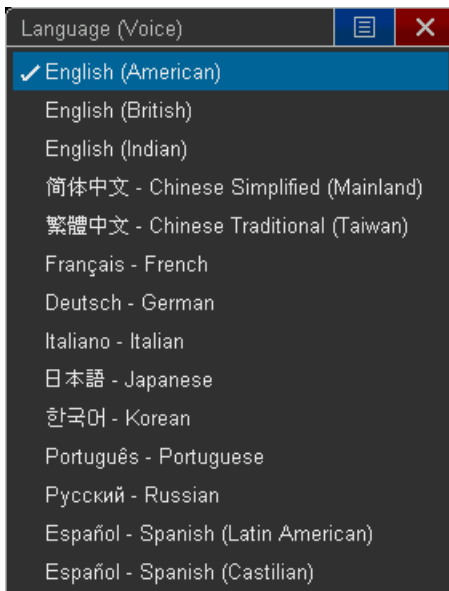 Language (Voice)
English (American)
English (British)
English (Indian)
简体中文 - Chinese Simplified (Mainland)
繁體中文 - Chinese Traditional (Taiwan)
Français - French
Deutsch - German
Italiano - Italian
日本語 - Japanese
한국어 - Korean
Português - Portuguese
Русский - Russian
Español - Spanish (Latin American)
Español - Spanish (Castilian)